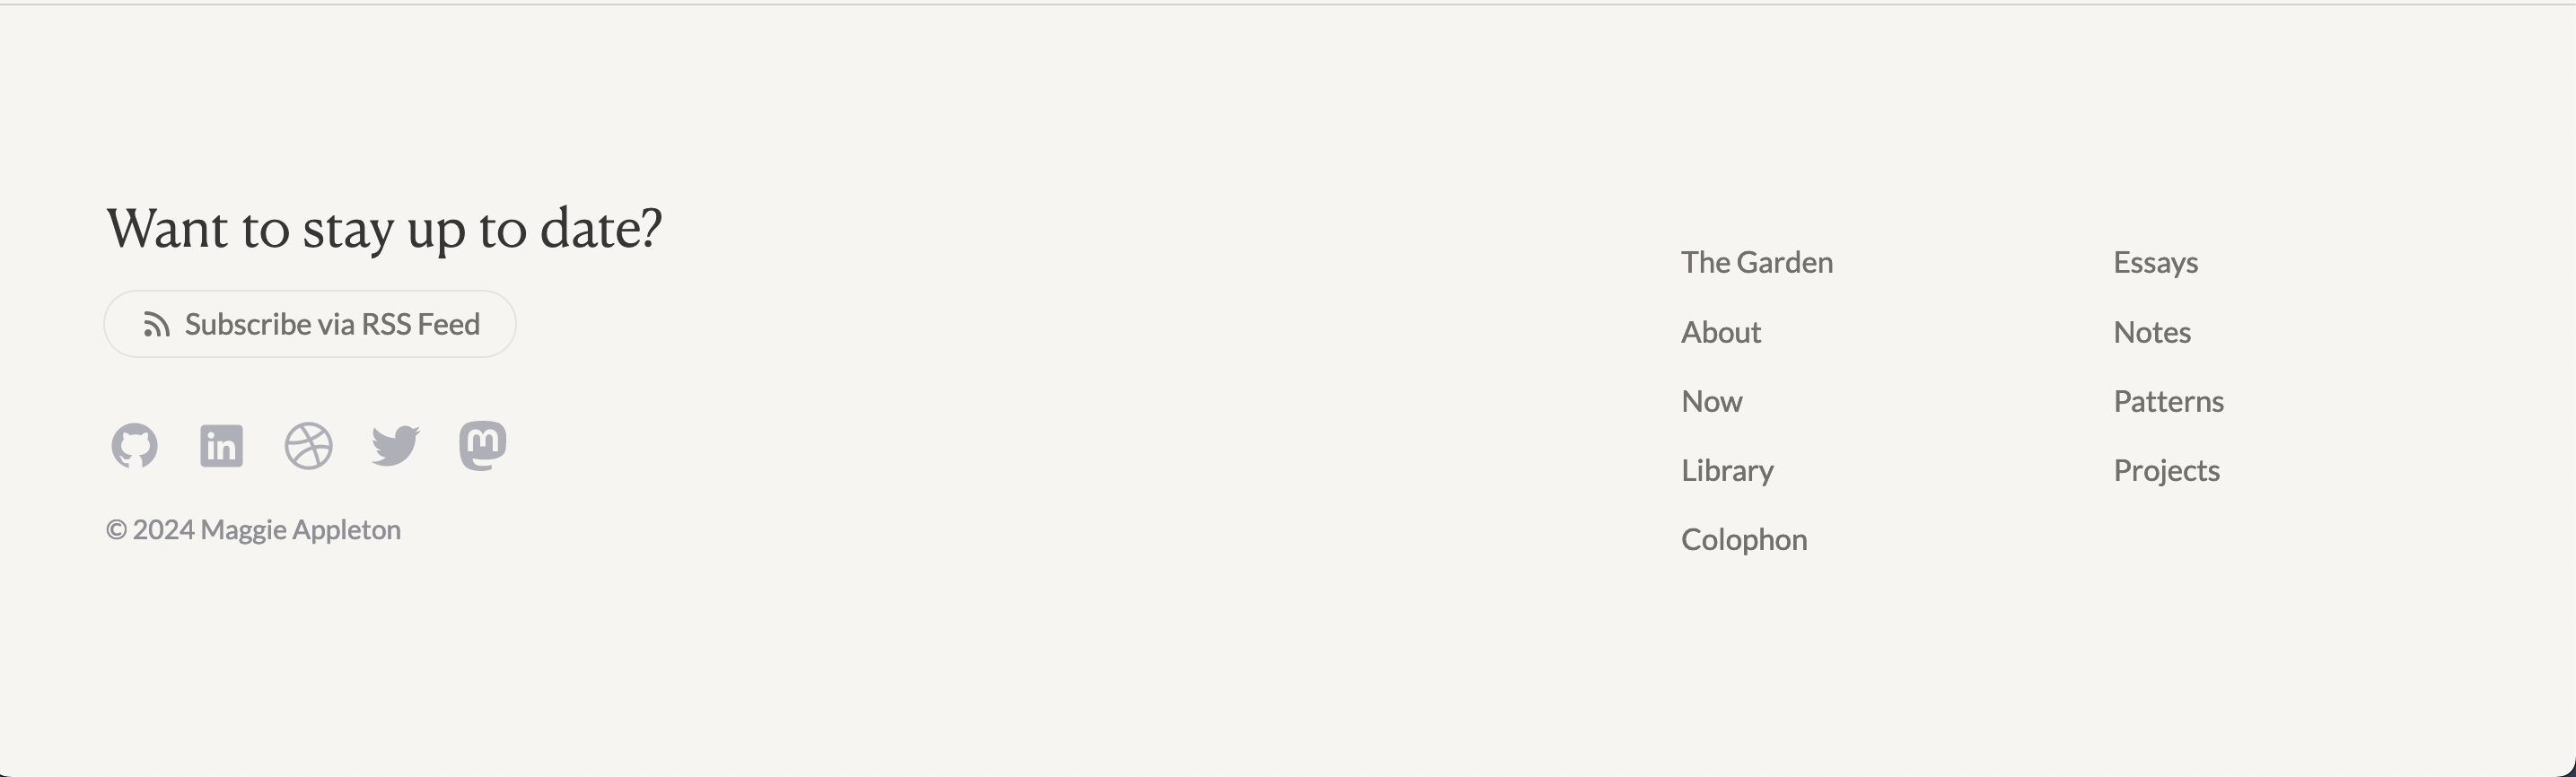 Want to stay up to date?
Subscribe via RSS Feed
© 2024 Maggie Appleton
The Garden
About
Now
Library
Colophon
Essays
Notes
Patterns
Projects